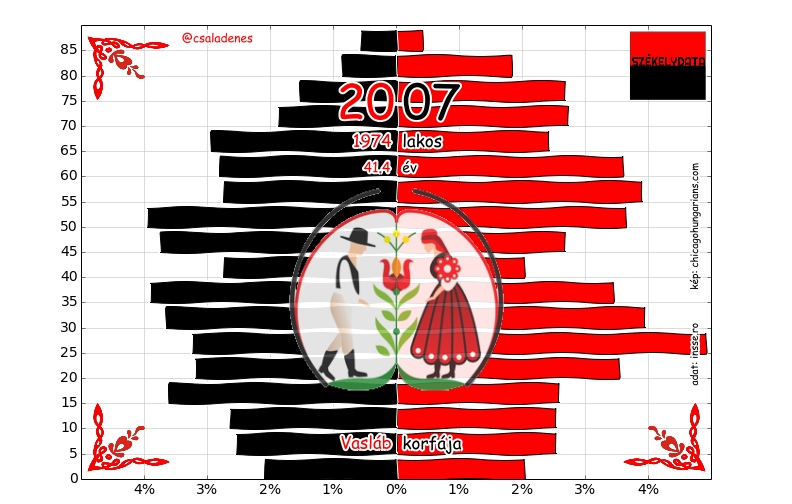 @csaladenes
SZÉKELYDATA
2007
1974 lakos
41,4 év
kép: chicagohungarians.com
adat: insse.ro
Vasláb korfája
85
80
75
70
65
60
55
50
45
40
35
30
25
20
15
10
5
0
4% 3% 2% 1% 0% 1% 2% 3% 4%